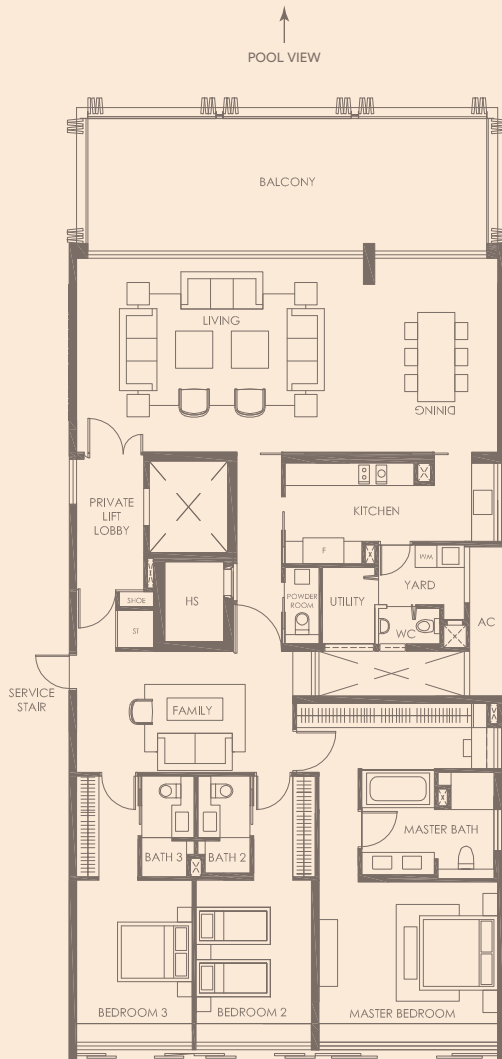 POOL VIEW
BALCONY
LIVING
DINING
PRIVATE
LIFT
LOBBY
KITCHEN
F
WM
YARD
POWDER
ROOM
UTILITY
SHOE
HS
ST
WC
AC
SERVICE
STAIR
FAMILY
MASTER BATH
BATH 3
BATH 2
BEDROOM 3
BEDROOM 2
MASTER BEDROOM